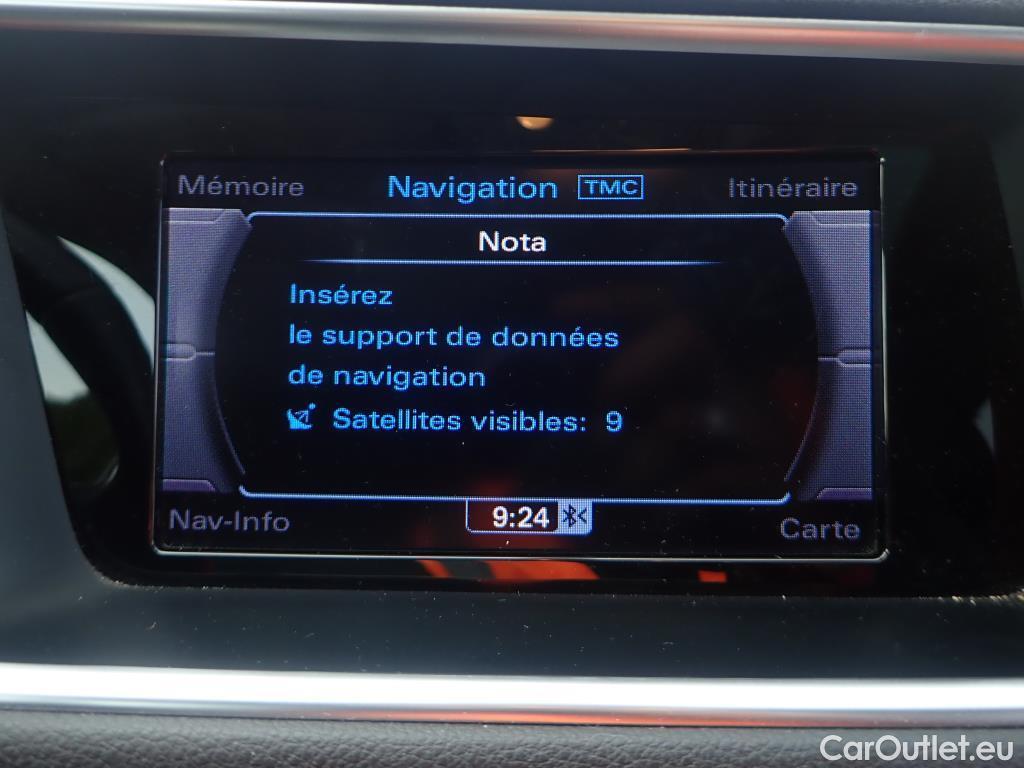 Mémoire Navigation TMC Itinéraire
Nota
Insérez
le support de données
de navigation
Satellites visibles: 9
Nav-Info 9:24 Carte
CarOutlet.eu